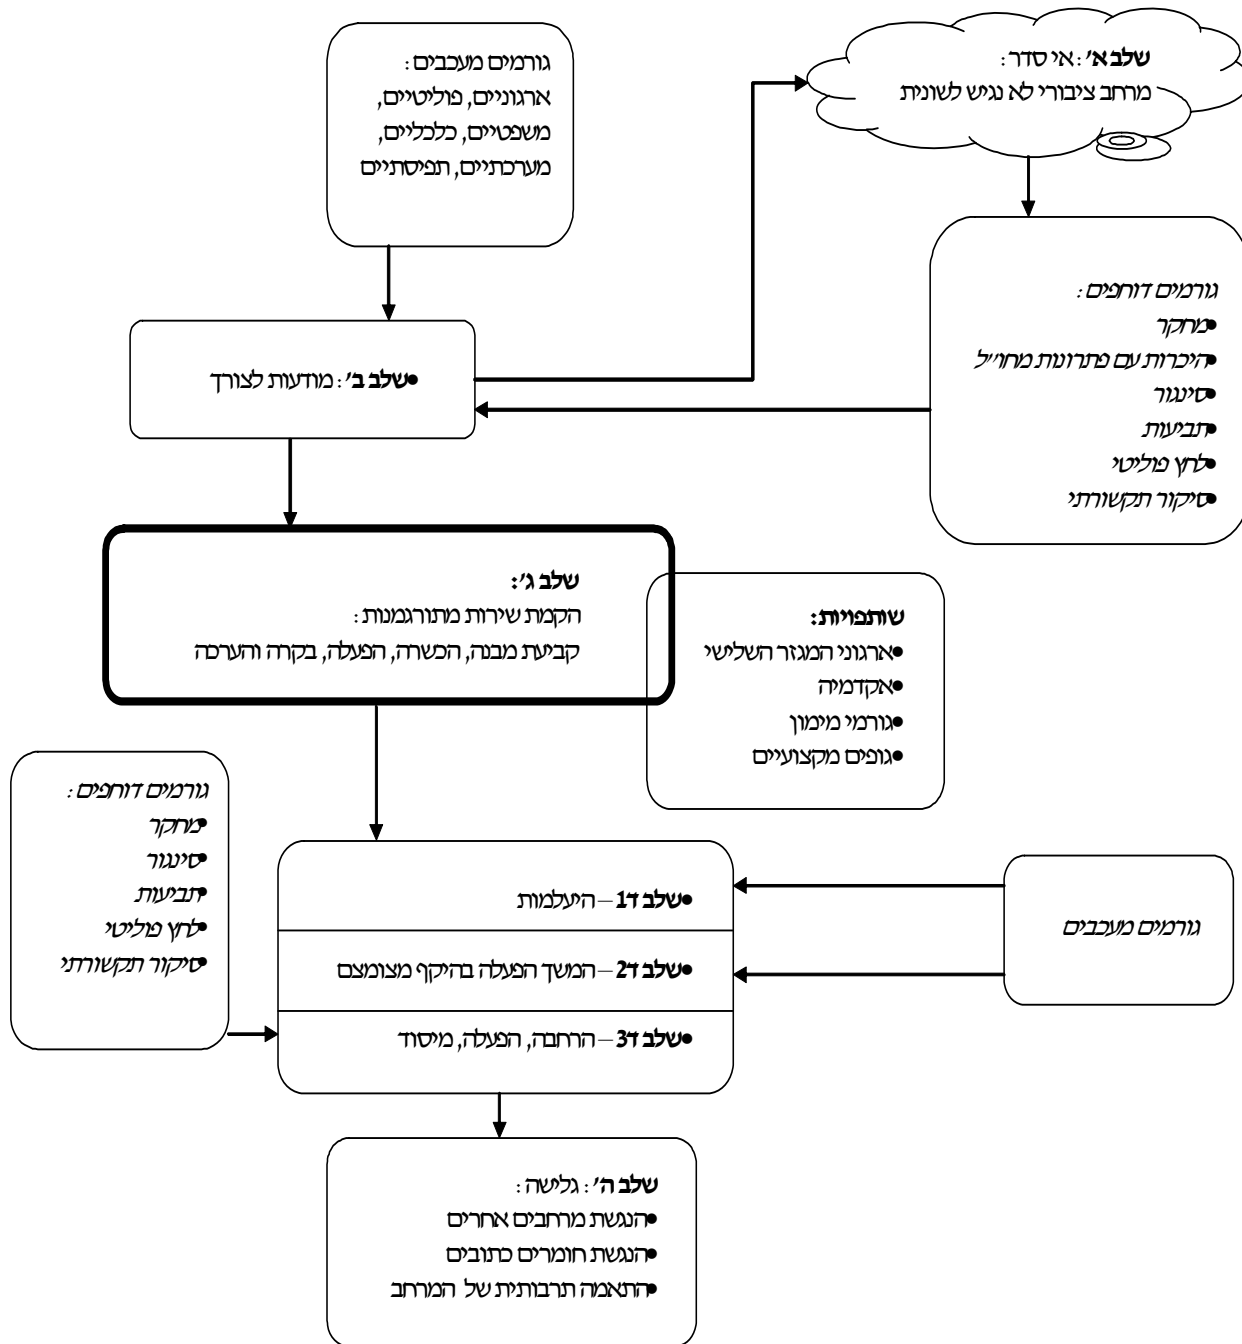 שלב א': אי סדר:
מרחב ציבורי לא נגיש לשונית
גורמים מעכבים:
ארגוניים, פוליטיים,
משפטיים, כלכליים,
מערכתיים, תפיסתיים
גורמים דוחפים:
•מחקר
•היכרות עם פתרונות מחו"ל
•סינגור
•תביעות
•לחץ פוליטי
•סיקור תקשורתי
•שלב ב': מודעות לצורך
שלב ג':
הקמת שירות מתורגמנות:
קביעת מבנה, הכשרה, הפעלה, בקרה והערכה
שותפויות:
•ארגוני המגזר השלישי
•אקדמיה
•גורמי מימון
•גופים מקצועיים
גורמים דוחפים:
•מחקר
•סינגור
•תביעות
•לחץ פוליטי
•סיקור תקשורתי
•שלב ד1 – היעלמות
•שלב ד2 – המשך הפעלה בהיקף מצומצם
•שלב ד3 – הרחבה, הפעלה, מיסוד
גורמים מעכבים
שלב ה': גלישה:
•הנגשת מרחבים אחרים
•הנגשת חומרים כתובים
•התאמה תרבותית של המרחב